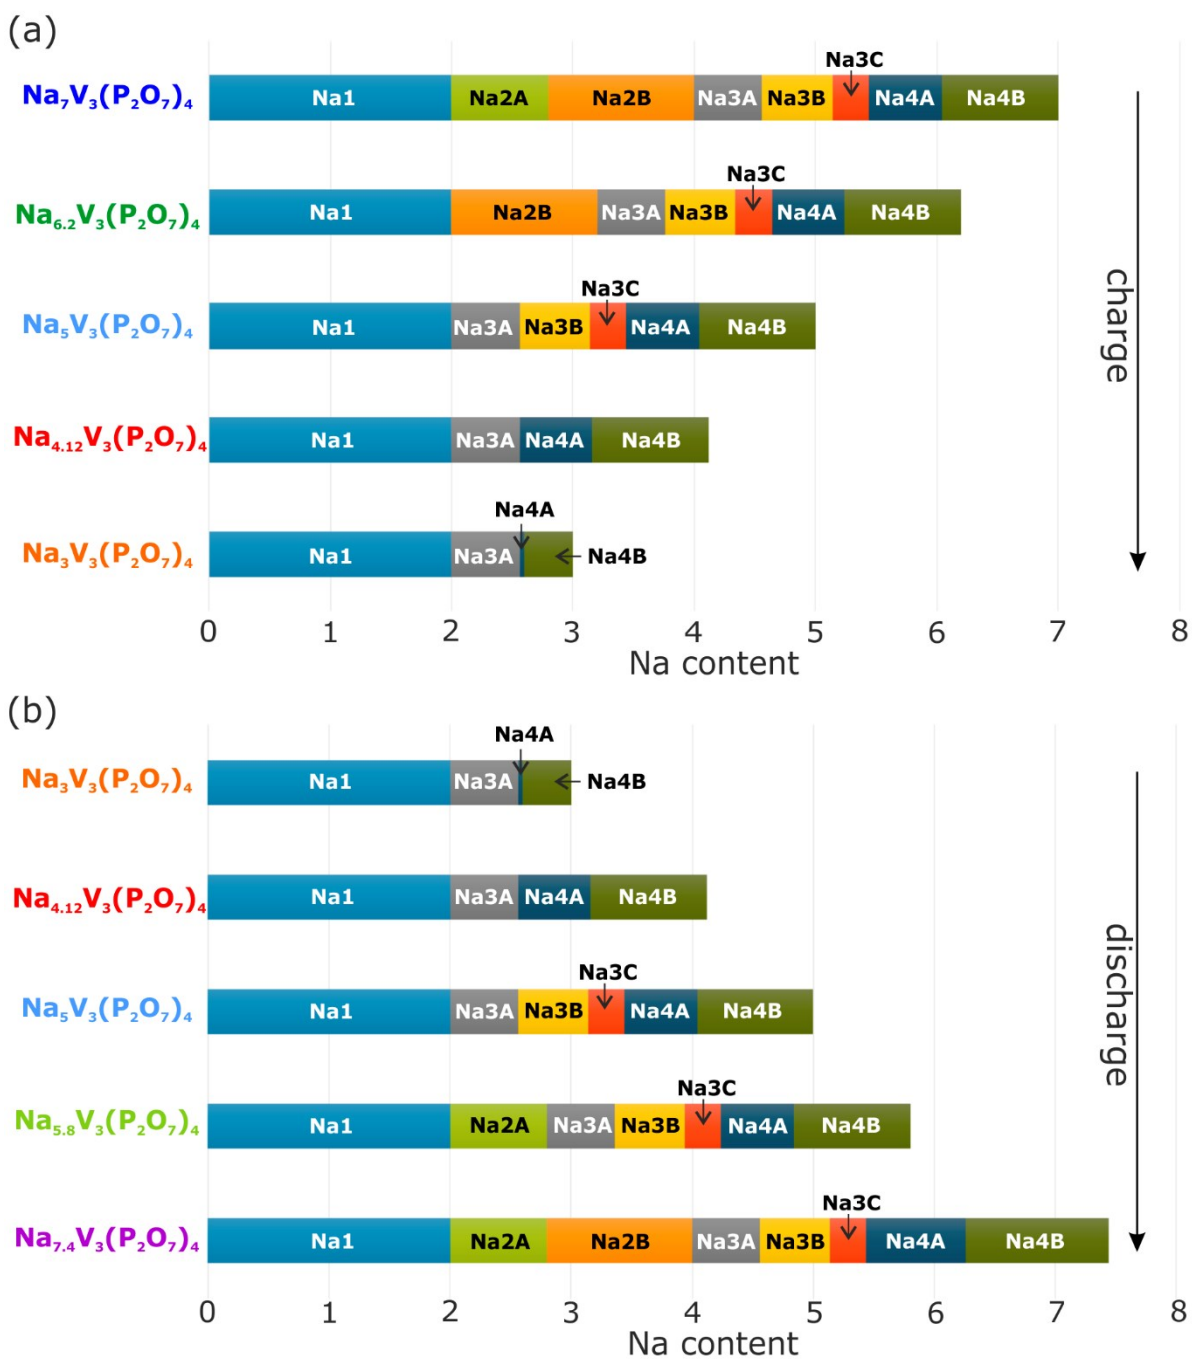 (a)
Na3C
Na₇V₃(P₂O₇)₄ Na1 Na2A Na2B Na3A Na3B Na4A Na4B
Na3C
Na₆.₂V₃(P₂O₇)₄ Na1 Na2B Na3A Na3B Na4A Na4B
charge
Na3C
Na₅V₃(P₂O₇)₄ Na1 Na3A Na3B Na4A Na4B
Na₄.₁₂V₃(P₂O₇)₄ Na1 Na3A Na4A Na4B
Na4A
Na₃V₃(P₂O₇)₄ Na1 Na3A Na4B
0 1 2 3 4 5 6 7 8
Na content
(b)
Na4A
Na₃V₃(P₂O₇)₄ Na1 Na3A Na4B
Na₄.₁₂V₃(P₂O₇)₄ Na1 Na3A Na4A Na4B
discharge
Na3C
Na₅V₃(P₂O₇)₄ Na1 Na3A Na3B Na4A Na4B
Na3C
Na₅.₈V₃(P₂O₇)₄ Na1 Na2A Na3A Na3B Na4A Na4B
Na3C
Na₇.₄V₃(P₂O₇)₄ Na1 Na2A Na2B Na3A Na3B Na4A Na4B
0 1 2 3 4 5 6 7 8
Na content